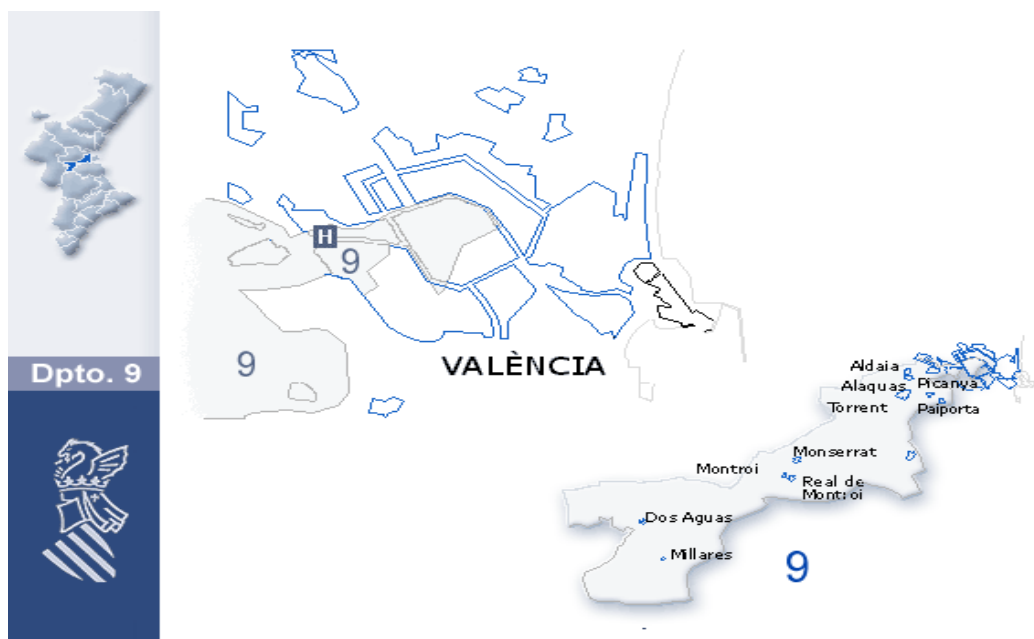 H
9
9
VALÈNCIA
Dpto. 9
Aldaia
Alaquas
Picanya
Torrent
Paiporta
Monserrat
Montroi
Real de
Montroi
Dos Aguas
Millares
9